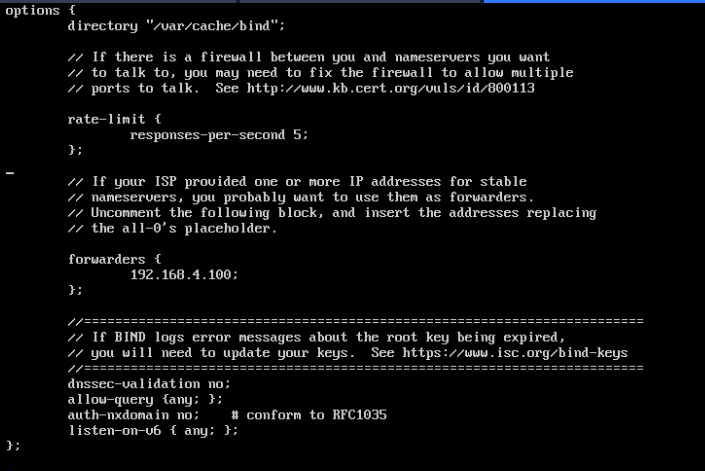 options {
        directory "/var/cache/bind";

        // If there is a firewall between you and nameservers you want
        // to talk to, you may need to fix the firewall to allow multiple
        // ports to talk.  See http://www.kb.cert.org/vuls/id/800113

        rate-limit {
                responses-per-second 5;
        };

        // If your ISP provided one or more IP addresses for stable
        // nameservers, you probably want to use them as forwarders.
        // Uncomment the following block, and insert the addresses replacing
        // the all-0's placeholder.

        forwarders {
                192.168.4.100;
        };

        //========================================================================
        // If BIND logs error messages about the root key being expired,
        // you will need to update your keys.  See https://www.isc.org/bind-keys
        //========================================================================
        dnssec-validation no;
        allow-query {any; };
        auth-nxdomain no;    # conform to RFC1035
        listen-on-v6 { any; };
};